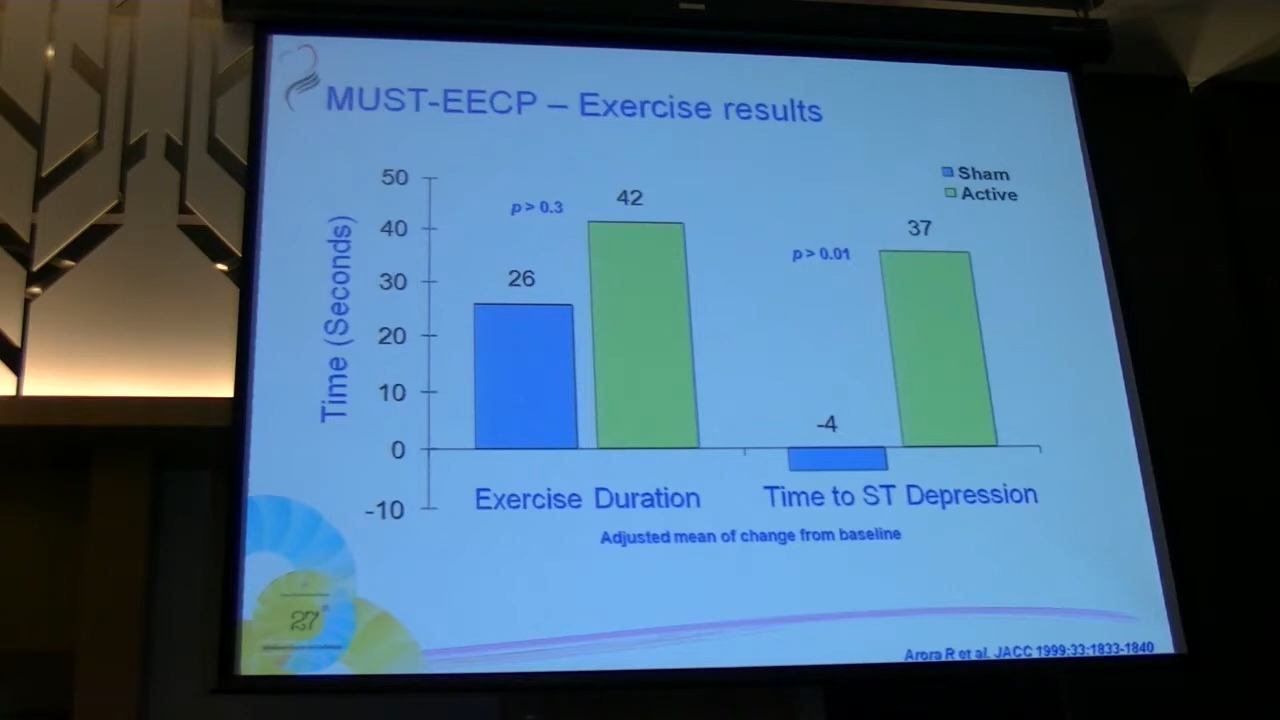 MUST-EECP – Exercise results
Sham
Active
Time (Seconds)
50
40
30
20
10
0
-10
p > 0.3
26
42
p > 0.01
-4
37
Exercise Duration
Time to ST Depression
Adjusted mean of change from baseline
27
Arora R et al. JACC 1999;33:1833-1840